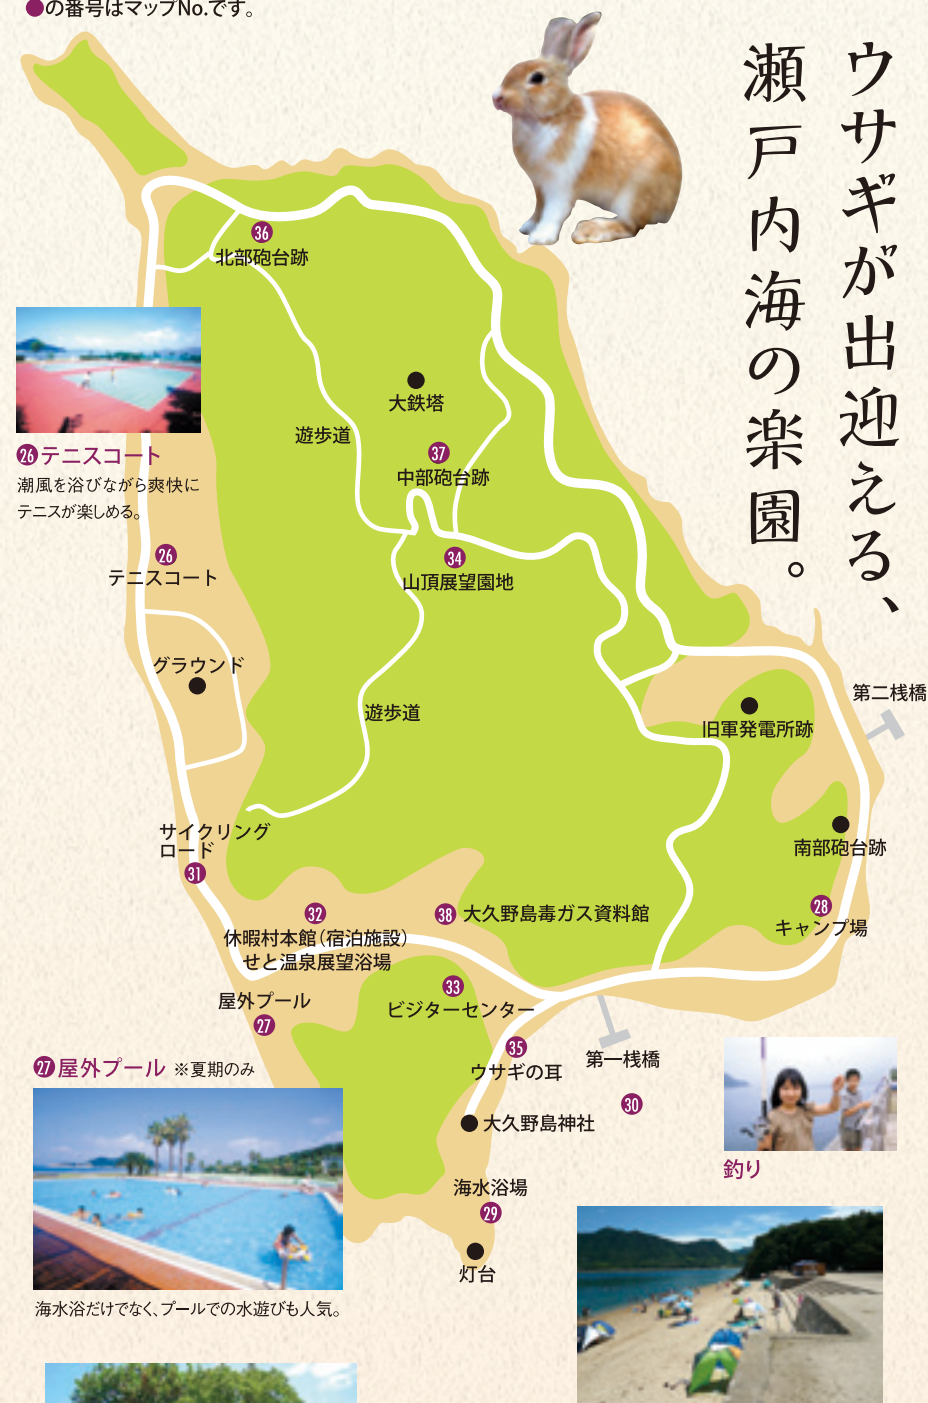 ●の番号はマップNo.です。
ウサギが出迎える、
瀬戸内海の楽園。
36
北部砲台跡
大鉄塔
遊歩道
37
中部砲台跡
26 テニスコート
潮風を浴びながら爽快に
テニスが楽しめる。
26
テニスコート
34
山頂展望園地
グラウンド
遊歩道
第二桟橋
旧軍発電所跡
サイクリング
ロード
31
南部砲台跡
28
キャンプ場
32
休暇村本館(宿泊施設)
せと温泉展望浴場
38 大久野島毒ガス資料館
33
ビジターセンター
屋外プール
27
35
ウサギの耳
第一桟橋
30
27 屋外プール ※夏期のみ
大久野島神社
釣り
海水浴場
29
灯台
海水浴だけでなく、プールでの水遊びも人気。